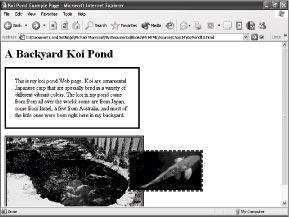 Koi Pond Example Page - Microsoft Internet Explorer
File Edit View Favorites Tools Help
Back Search Favorites Media
Address Go Links
A Backyard Koi Pond
This is my koi pond Web page. Koi are ornamental
Japanese carp that are specially bred in a variety of
different vibrant colors. The koi in my pond come
from from all over the world: some are from Japan,
some from Israel, a few from Australia, and most of
the little ones were born right here in my backyard.
Done My Computer